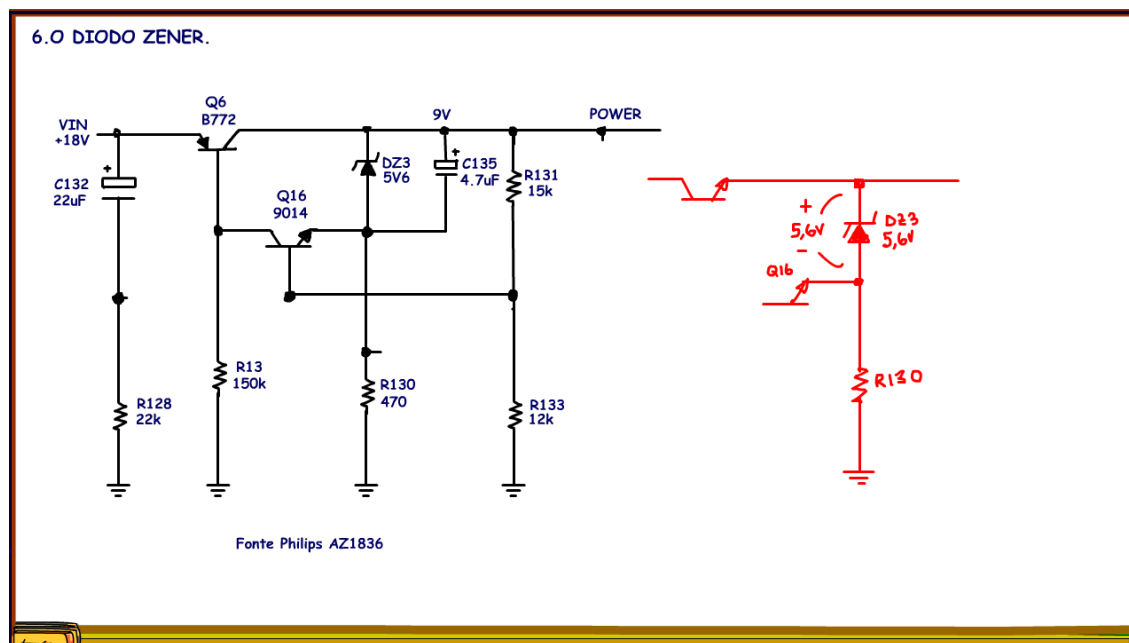 6.O DIODO ZENER.
Q6
B772
VIN
+18V
9V
POWER
+
C132
22uF
DZ3
5V6
+
C135
4.7uF
R131
15k
Q16
9014
R13
150k
R128
22k
R130
470
R133
12k
Fonte Philips AZ1836
+
5,6V
-
DZ3
5,6V
Q16
R130